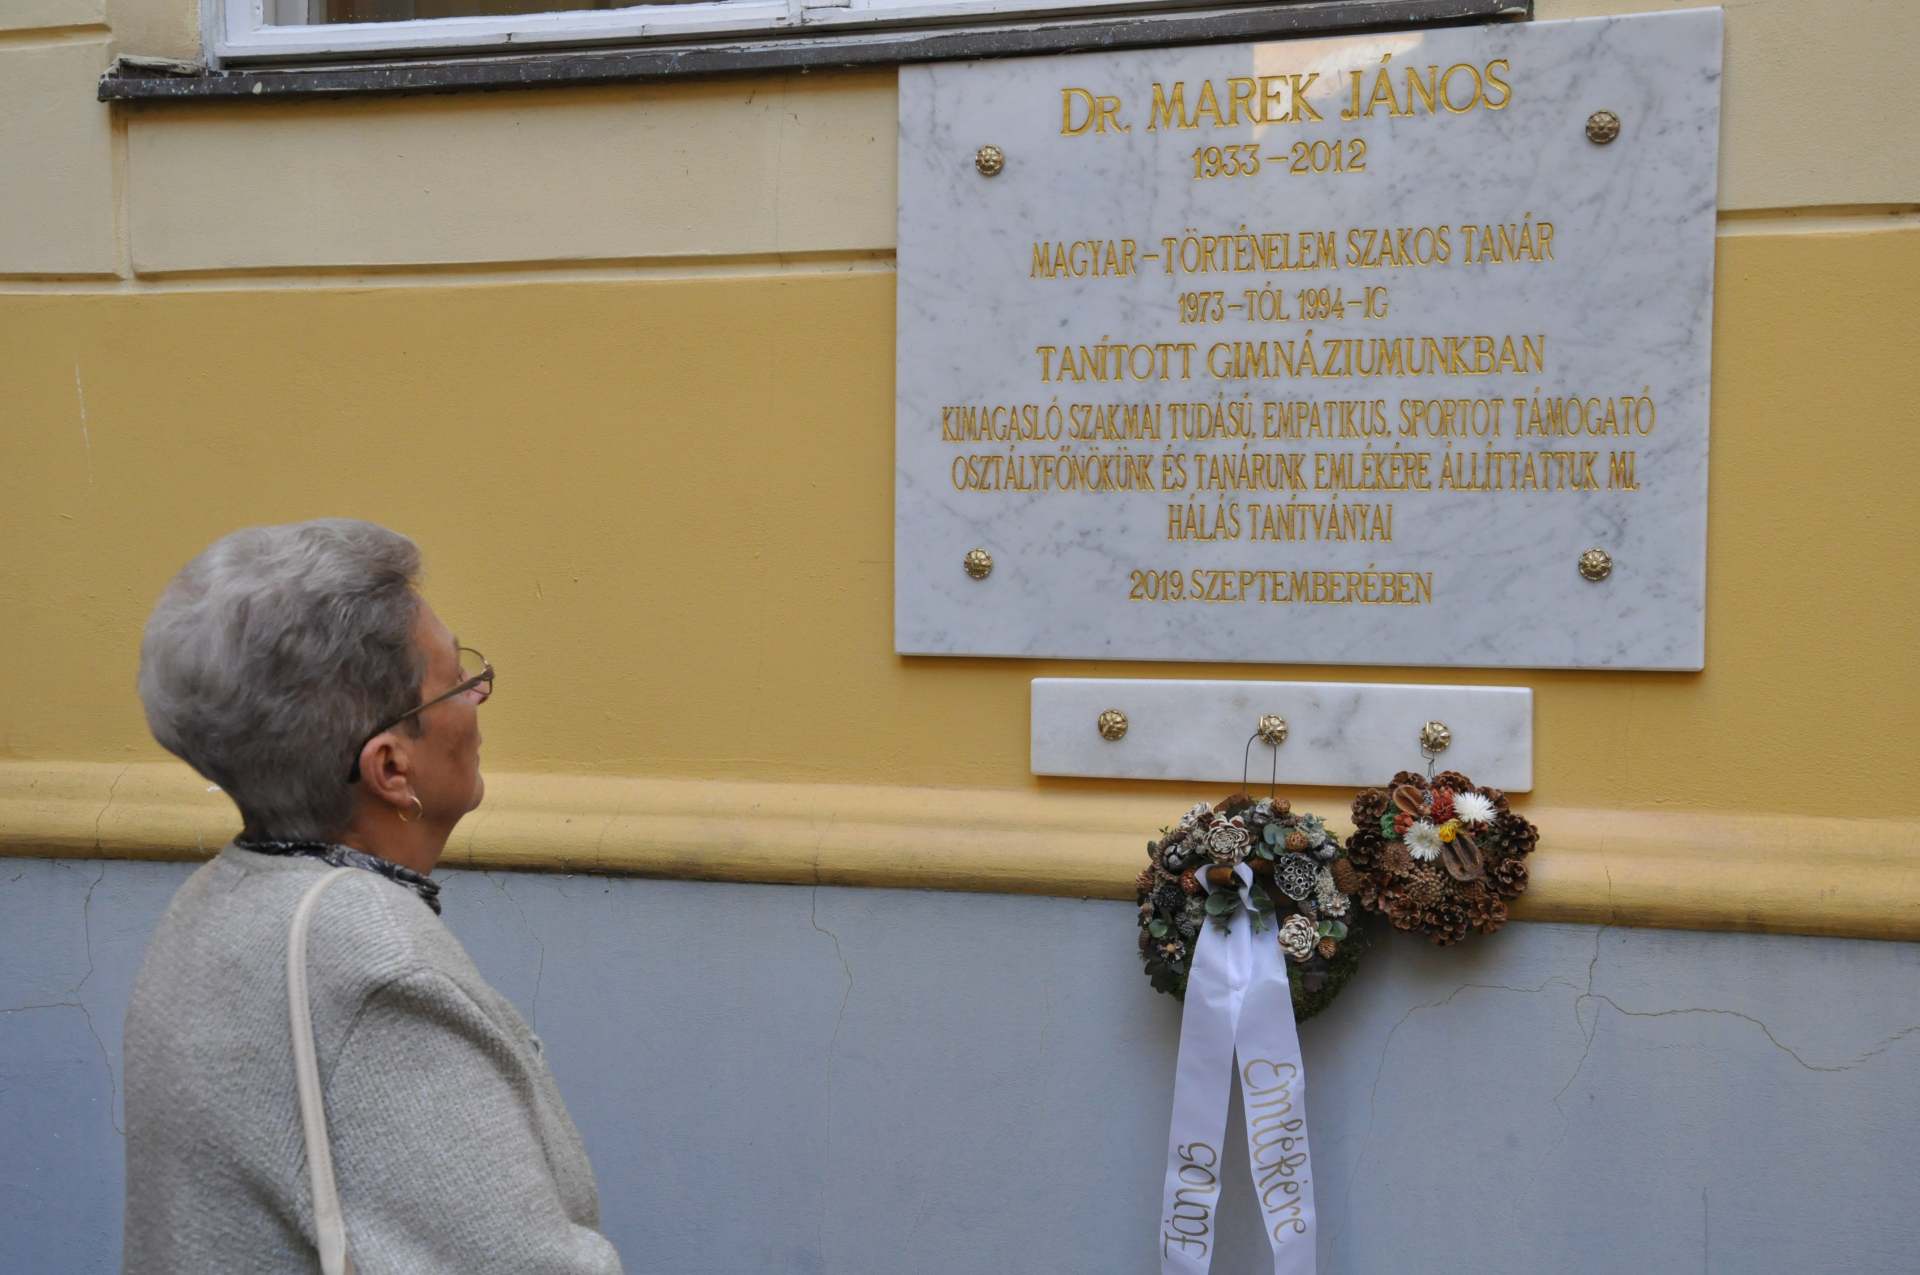 DR. MAREK JÁNOS
1933-2012
MAGYAR-TÖRTÉNELEM SZAKOS TANÁR
1973-TÓL 1994-IG
TANÍTOTT GIMNÁZIUMUNKBAN
KIMAGASLÓ SZAKMAI TUDÁSÚ, EMPATIKUS, SPORTOT TÁMOGATÓ
OSZTÁLYFŐNÖKÜNK ÉS TANÁRUNK EMLÉKÉRE ÁLLÍTTATTUK MI,
HÁLÁS TANÍTVÁNYAI
2019. SZEPTEMBERÉBEN
János
Emlékére